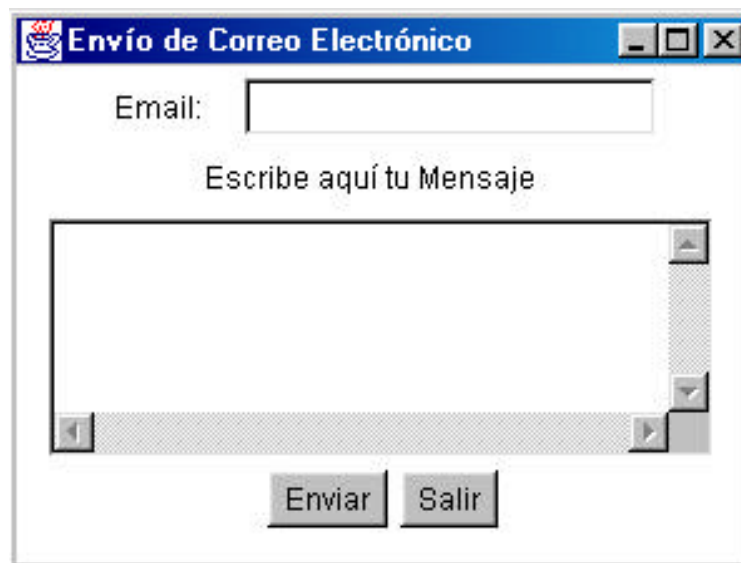 Envío de Correo Electrónico
Email:
Escribe aquí tu Mensaje
Enviar Salir